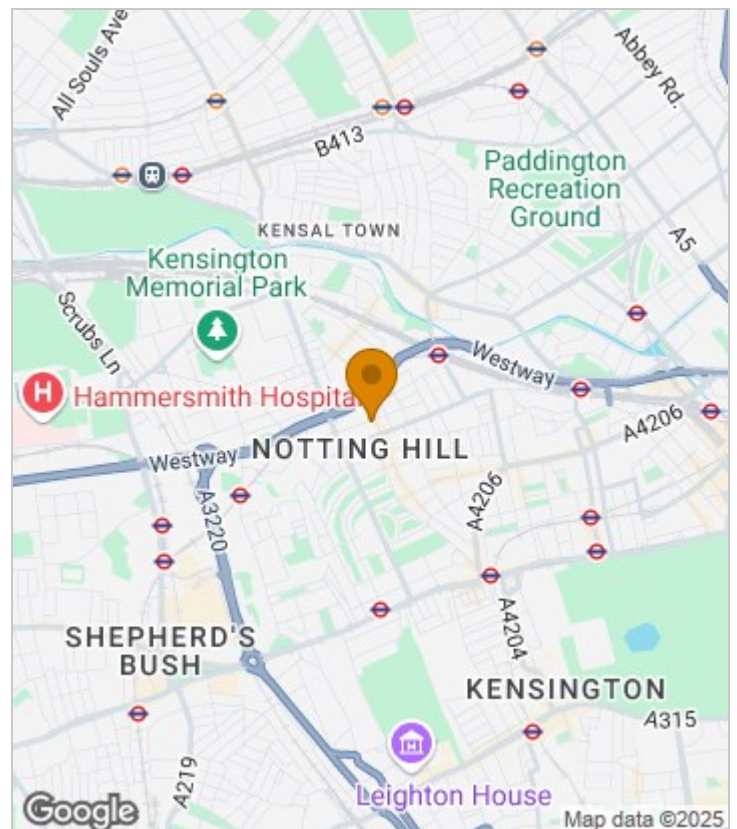 All Souls Ave
Abbey Rd.
B413
Paddington
Recreation
Ground
A5
KENSAL TOWN
Kensington
Memorial Park
Scrubs Ln
Westway
H
Hammersmith Hospital
A4206
NOTTING HILL
Westway
A3220
A4206
A4204
SHEPHERD'S
BUSH
KENSINGTON
A315
A219
Leighton House
Google
Map data ©2025